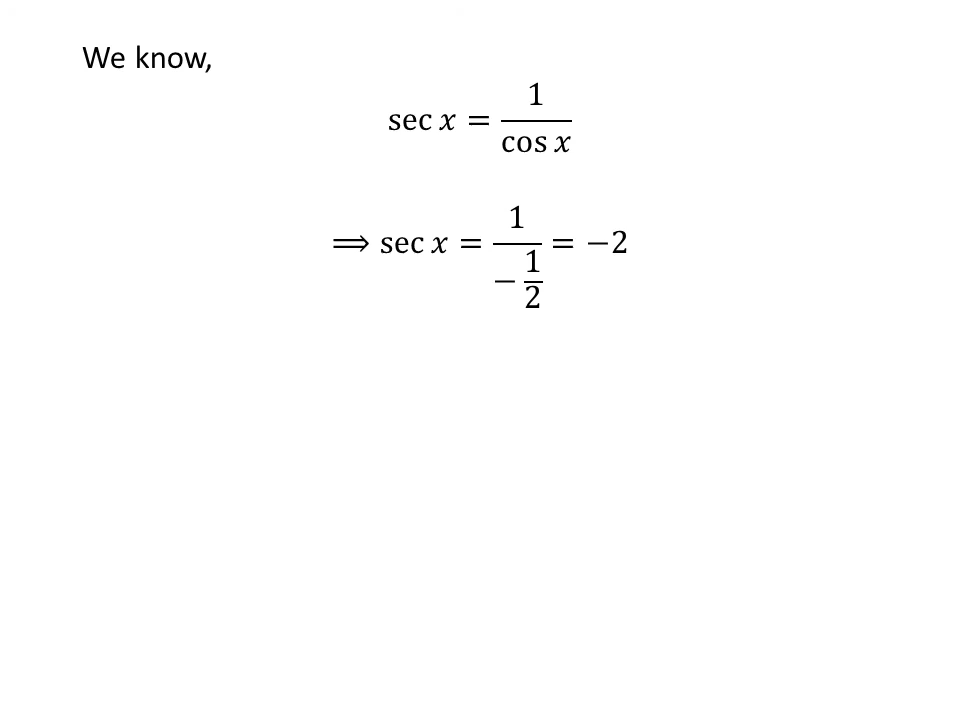 We know,
sec 𝑥 = 1/cos 𝑥
⟹ sec 𝑥 = 1/(−1/2) = −2